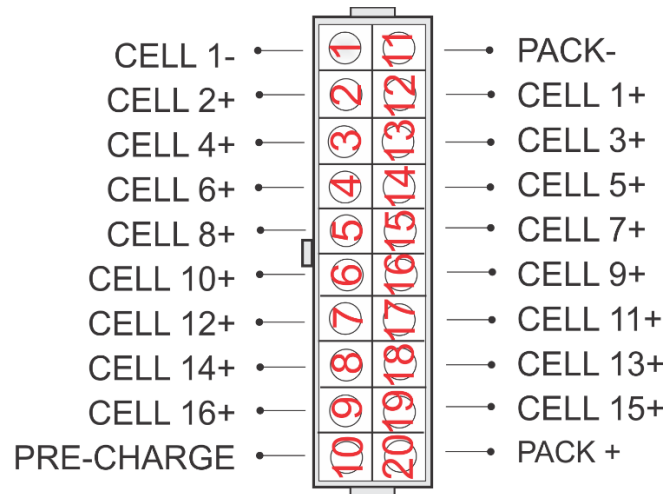 CELL 1- 1 11 PACK-
CELL 2+ 2 12 CELL 1+
CELL 4+ 3 13 CELL 3+
CELL 6+ 4 14 CELL 5+
CELL 8+ 5 15 CELL 7+
CELL 10+ 6 16 CELL 9+
CELL 12+ 7 17 CELL 11+
CELL 14+ 8 18 CELL 13+
CELL 16+ 9 19 CELL 15+
PRE-CHARGE 10 20 PACK +